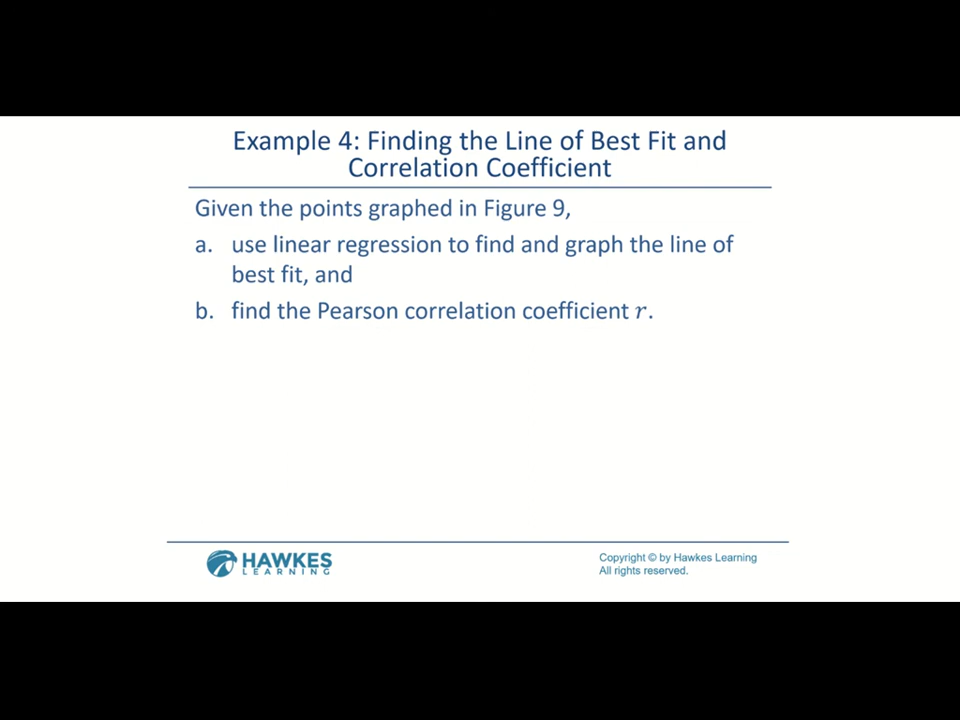 Example 4: Finding the Line of Best Fit and
Correlation Coefficient
Given the points graphed in Figure 9,
a. use linear regression to find and graph the line of
best fit, and
b. find the Pearson correlation coefficient r.
HAWKES
LEARNING
Copyright © by Hawkes Learning
All rights reserved.